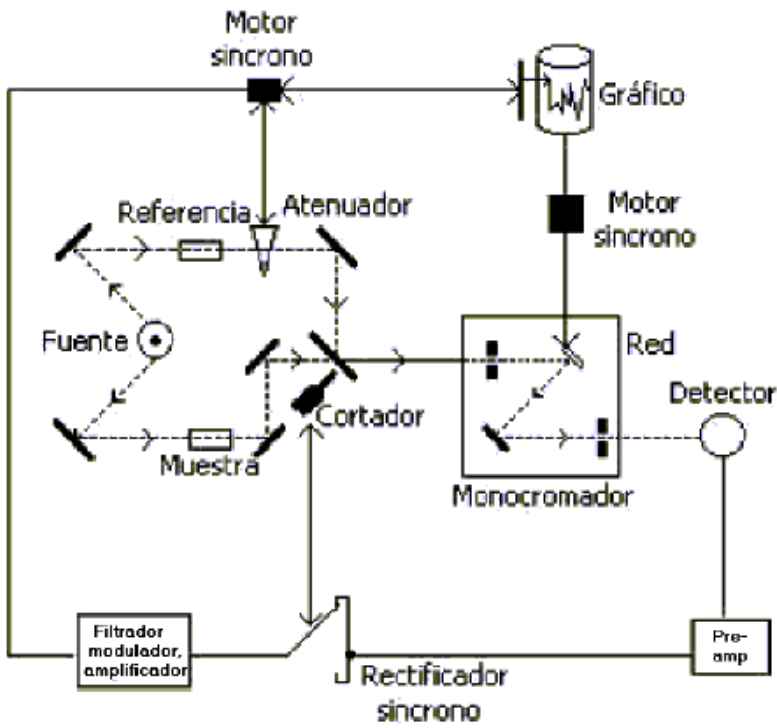 Motor
sincrono
Gráfico
Referencia
Atenuador
Motor
sincrono
Fuente
Red
Cortador
Detector
Muestra
Monocromador
Filtrador
modulador,
amplificador
Rectificador
sincrono
Pre-
amp